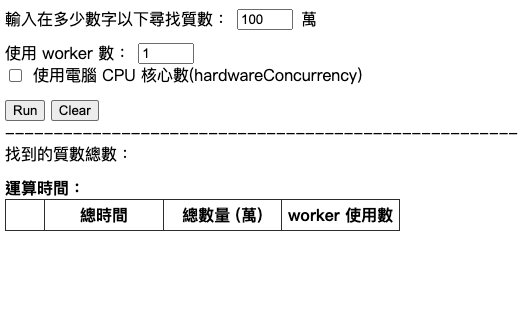 輸入在多少數字以下尋找質數： 100 萬
使用 worker 數： 1
使用電腦 CPU 核心數(hardwareConcurrency)
Run Clear
找到的質數總數：
運算時間：
總時間 總數量 (萬) worker 使用數